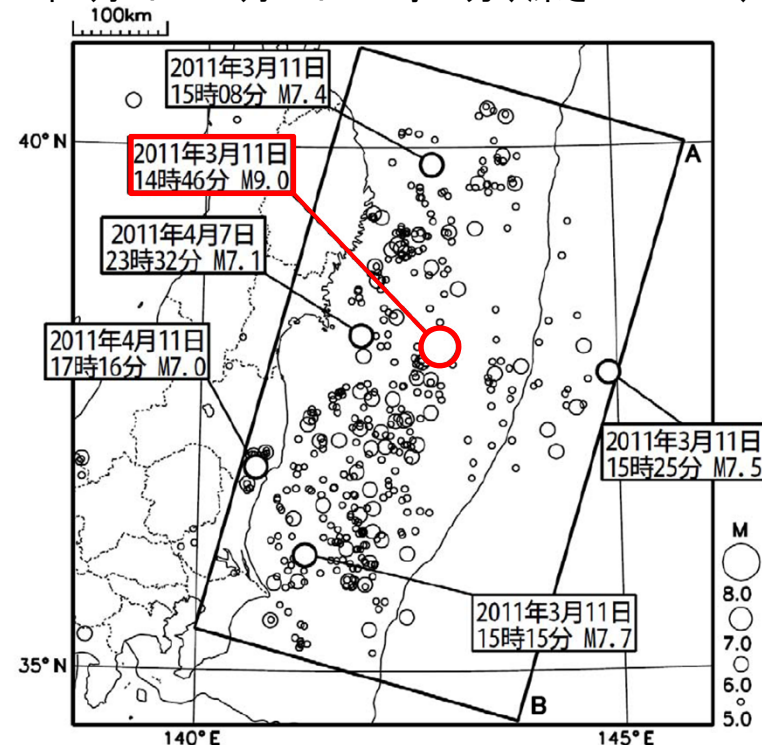 100km
2011年3月11日
15時08分 M7.4
40°N
A
2011年3月11日
14時46分 M9.0
2011年4月7日
23時32分 M7.1
2011年4月11日
17時16分 M7.0
2011年3月11日
15時25分 M7.5
M
8.0
7.0
6.0
5.0
2011年3月11日
15時15分 M7.7
35°N
B
140°E
145°E